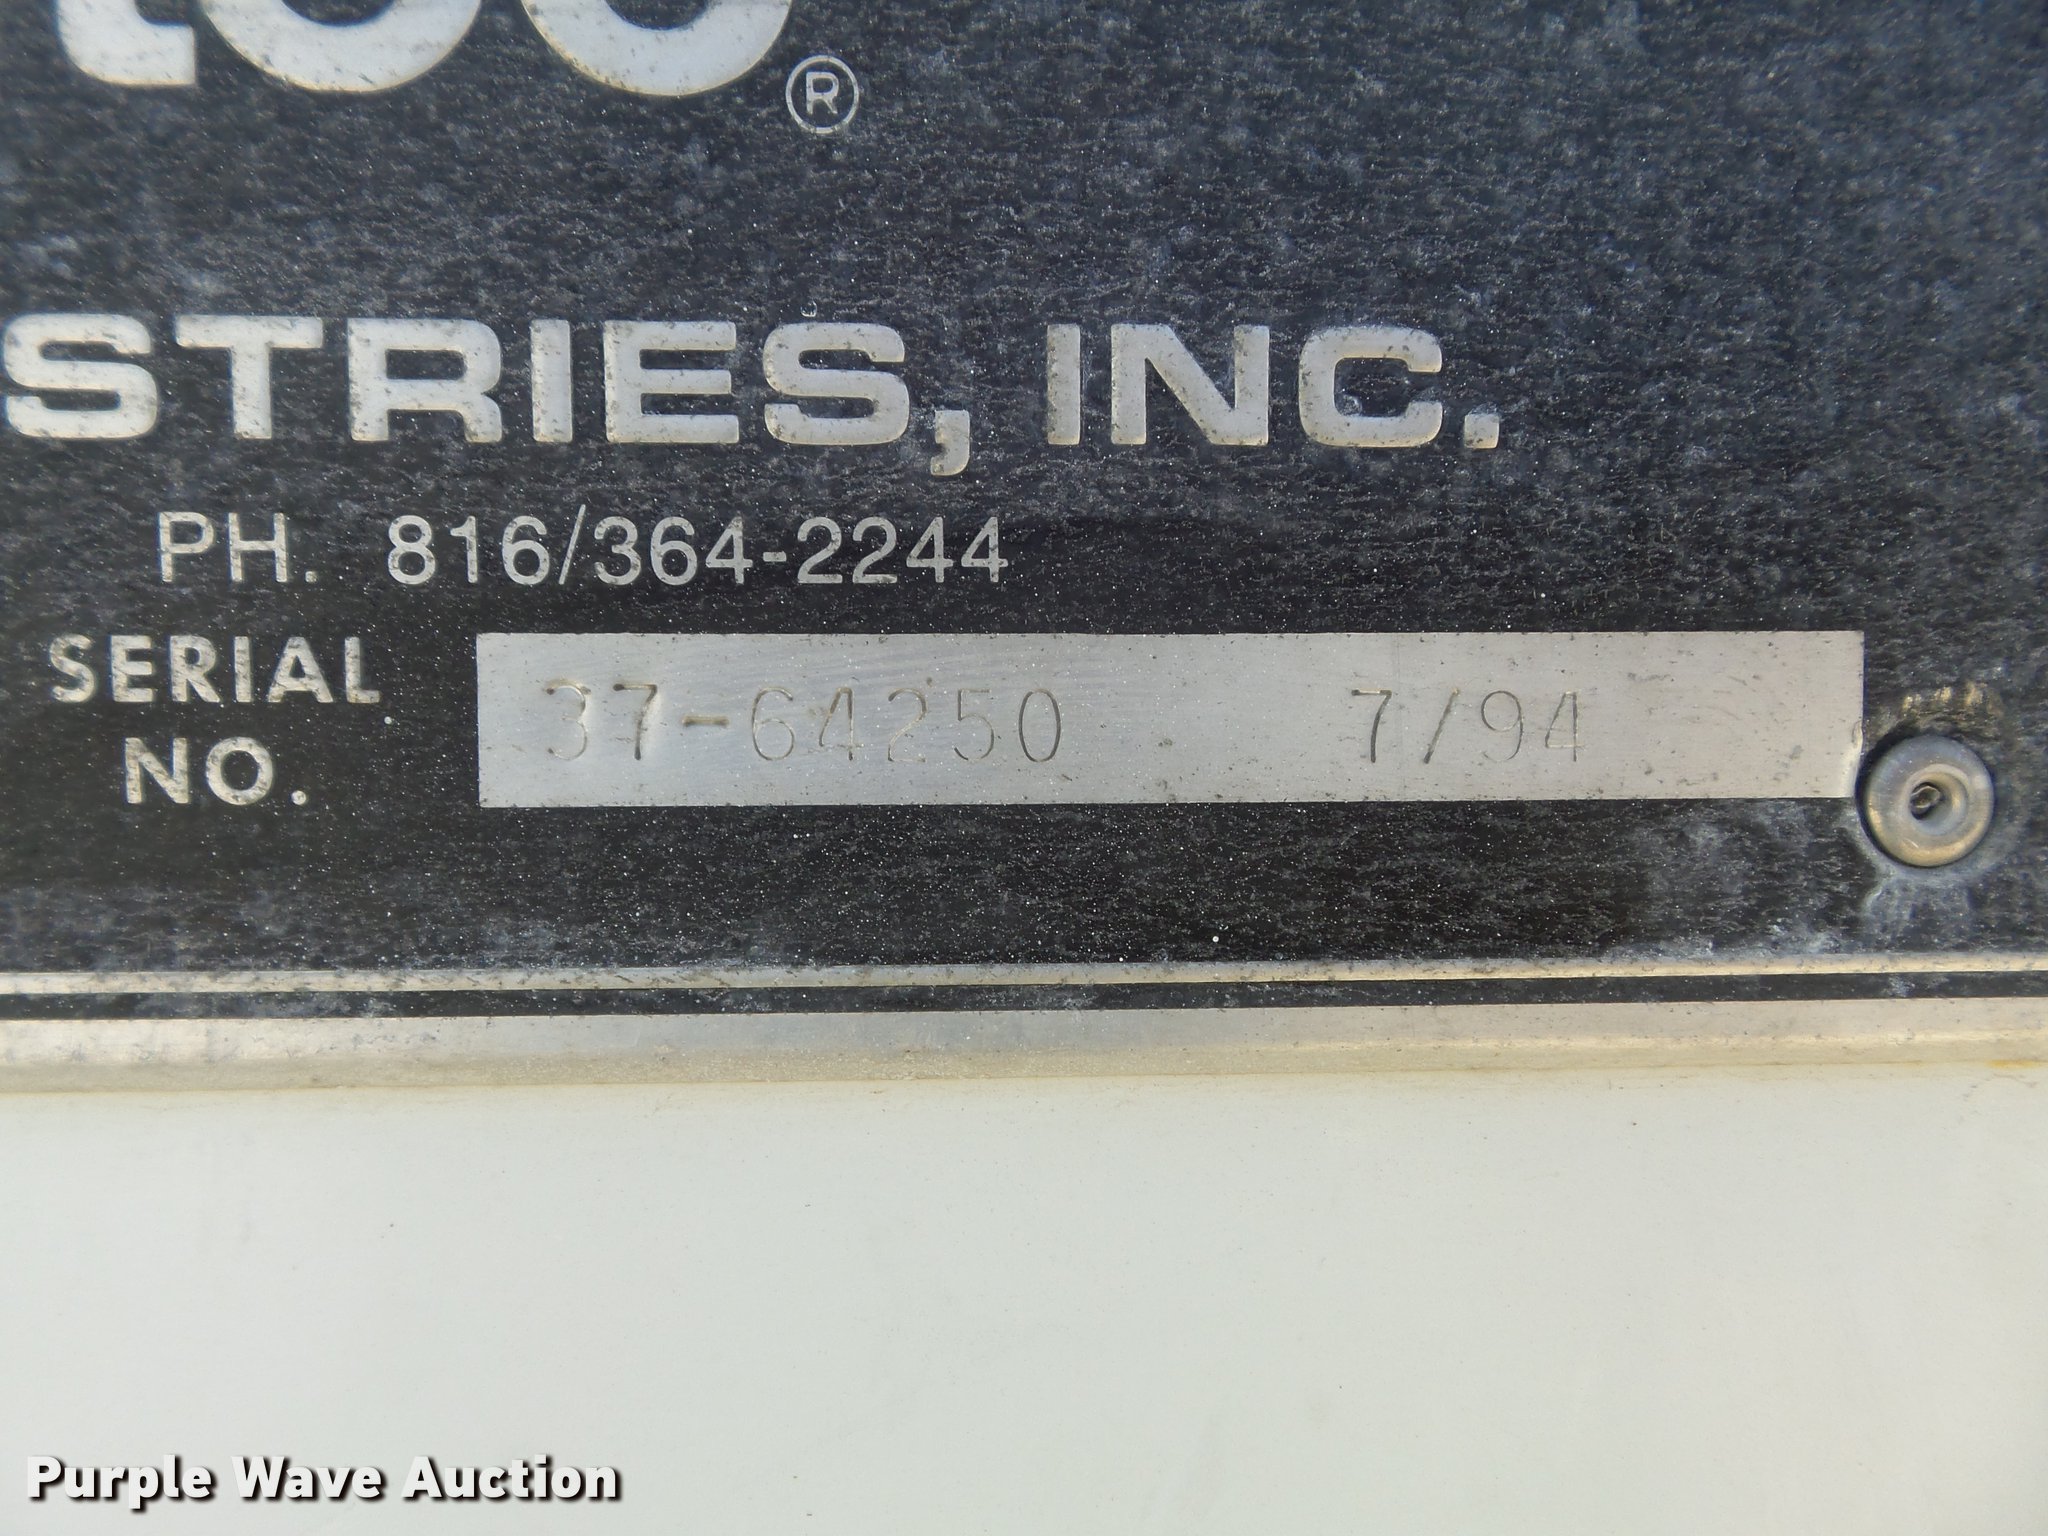 ®
STRIES, INC.
PH. 816/364-2244
SERIAL NO. 37-64250 7/94
Purple Wave Auction